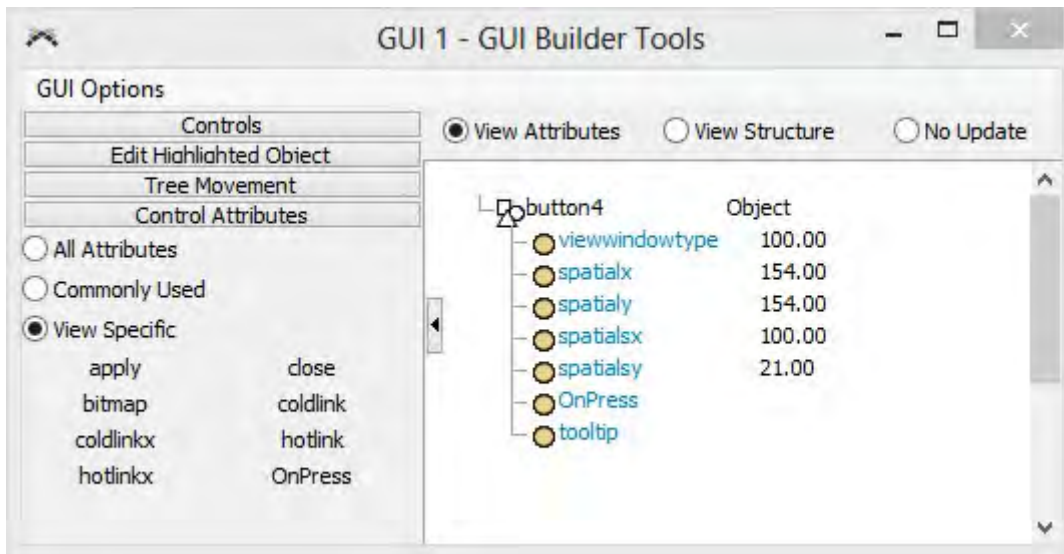 GUI 1 - GUI Builder Tools
GUI Options
Controls
Edit Highlighted Object
Tree Movement
Control Attributes
All Attributes
Commonly Used
View Specific
apply close
bitmap coldlink
coldlinkx hotlink
hotlinkx OnPress
View Attributes View Structure No Update
button4 Object
viewwindowtype 100.00
spatialx 154.00
spatialy 154.00
spatialsx 100.00
spatialsy 21.00
OnPress
tooltip